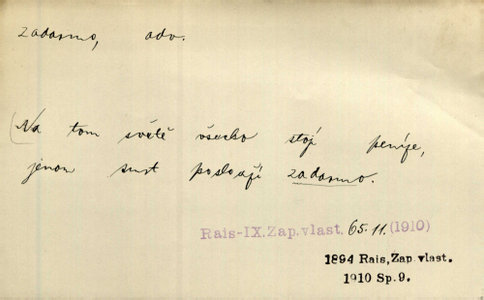 zadarmo, adv.
(Na tom světě všecko stojí peníze,
jenom smrt posloužı zadarmo.
Rais-IX.Zap.vlast. 65.11. (1910)
1894 Rais, Zap. vlast.
1910 Sp. 9.